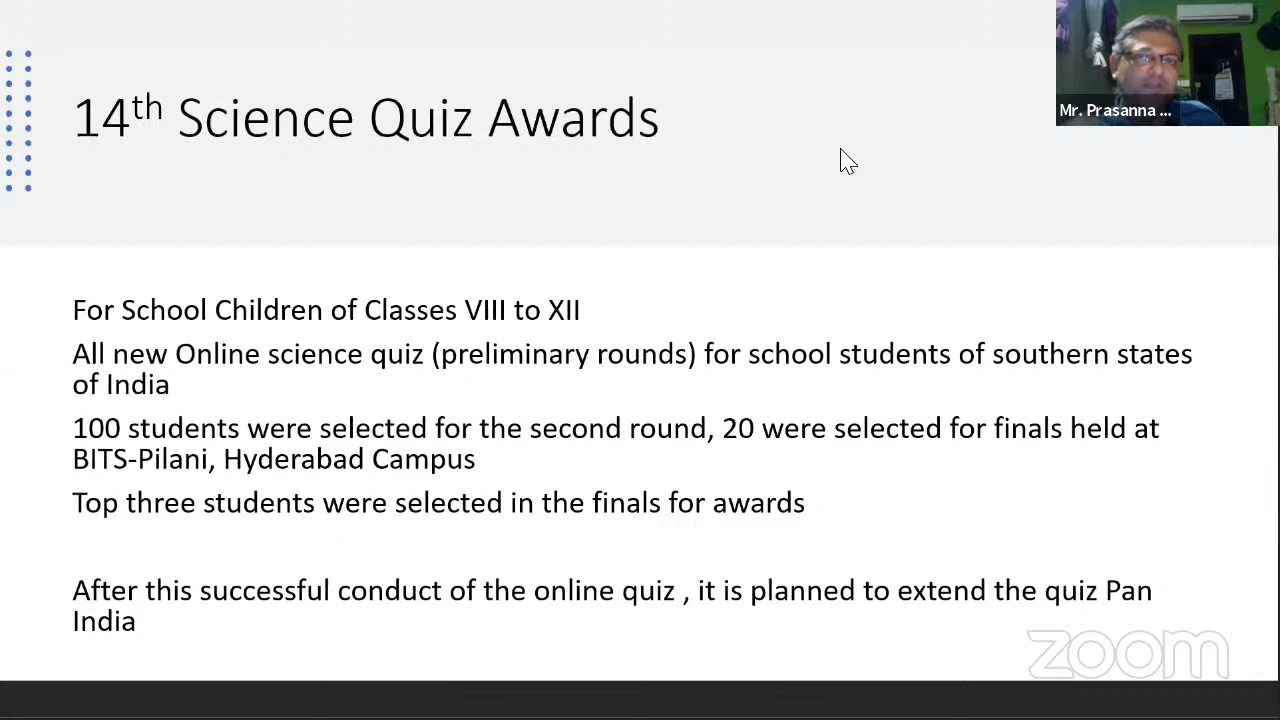 14th Science Quiz Awards
Mr. Prasanna ...
For School Children of Classes VIII to XII
All new Online science quiz (preliminary rounds) for school students of southern states
of India
100 students were selected for the second round, 20 were selected for finals held at
BITS-Pilani, Hyderabad Campus
Top three students were selected in the finals for awards
After this successful conduct of the online quiz , it is planned to extend the quiz Pan
India
zoom